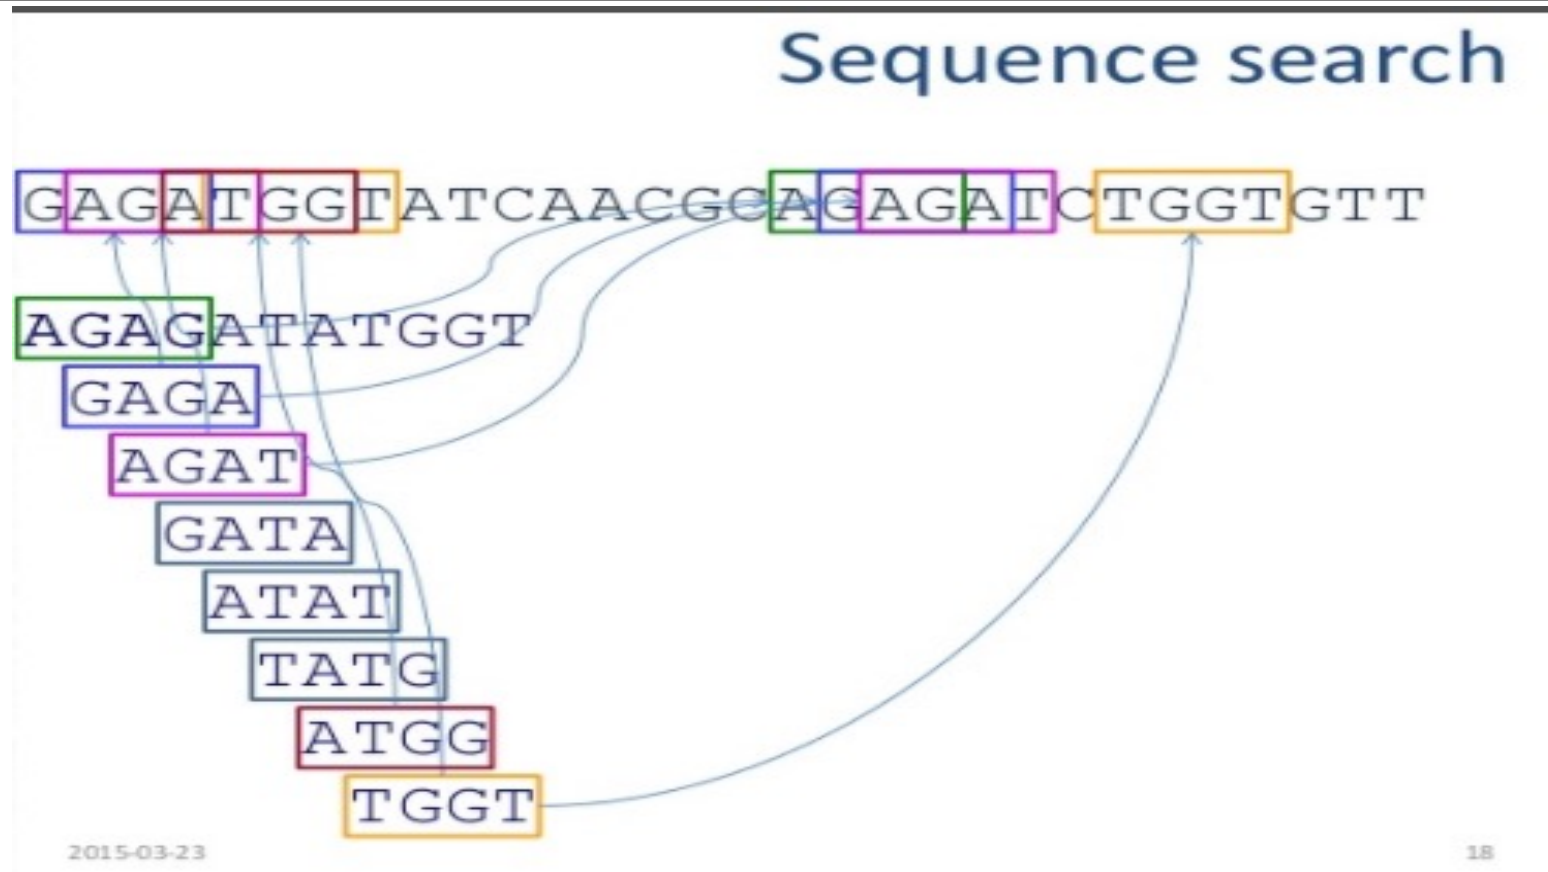 Sequence search
GAGATGGTATCAACGCAGAGATCTGGTGTT
AGAGATATGGT
GAGA
AGAT
GATA
ATAT
TATG
ATGG
TGGT
2015-03-23
18